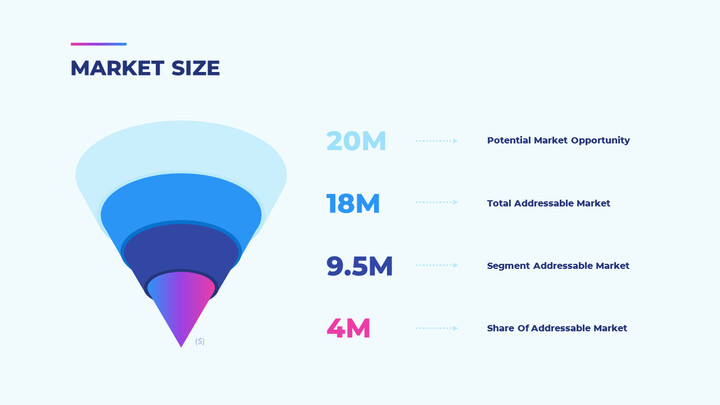 MARKET SIZE
20M
Potential Market Opportunity
18M
Total Addressable Market
9.5M
Segment Addressable Market
4M
Share Of Addressable Market
($)